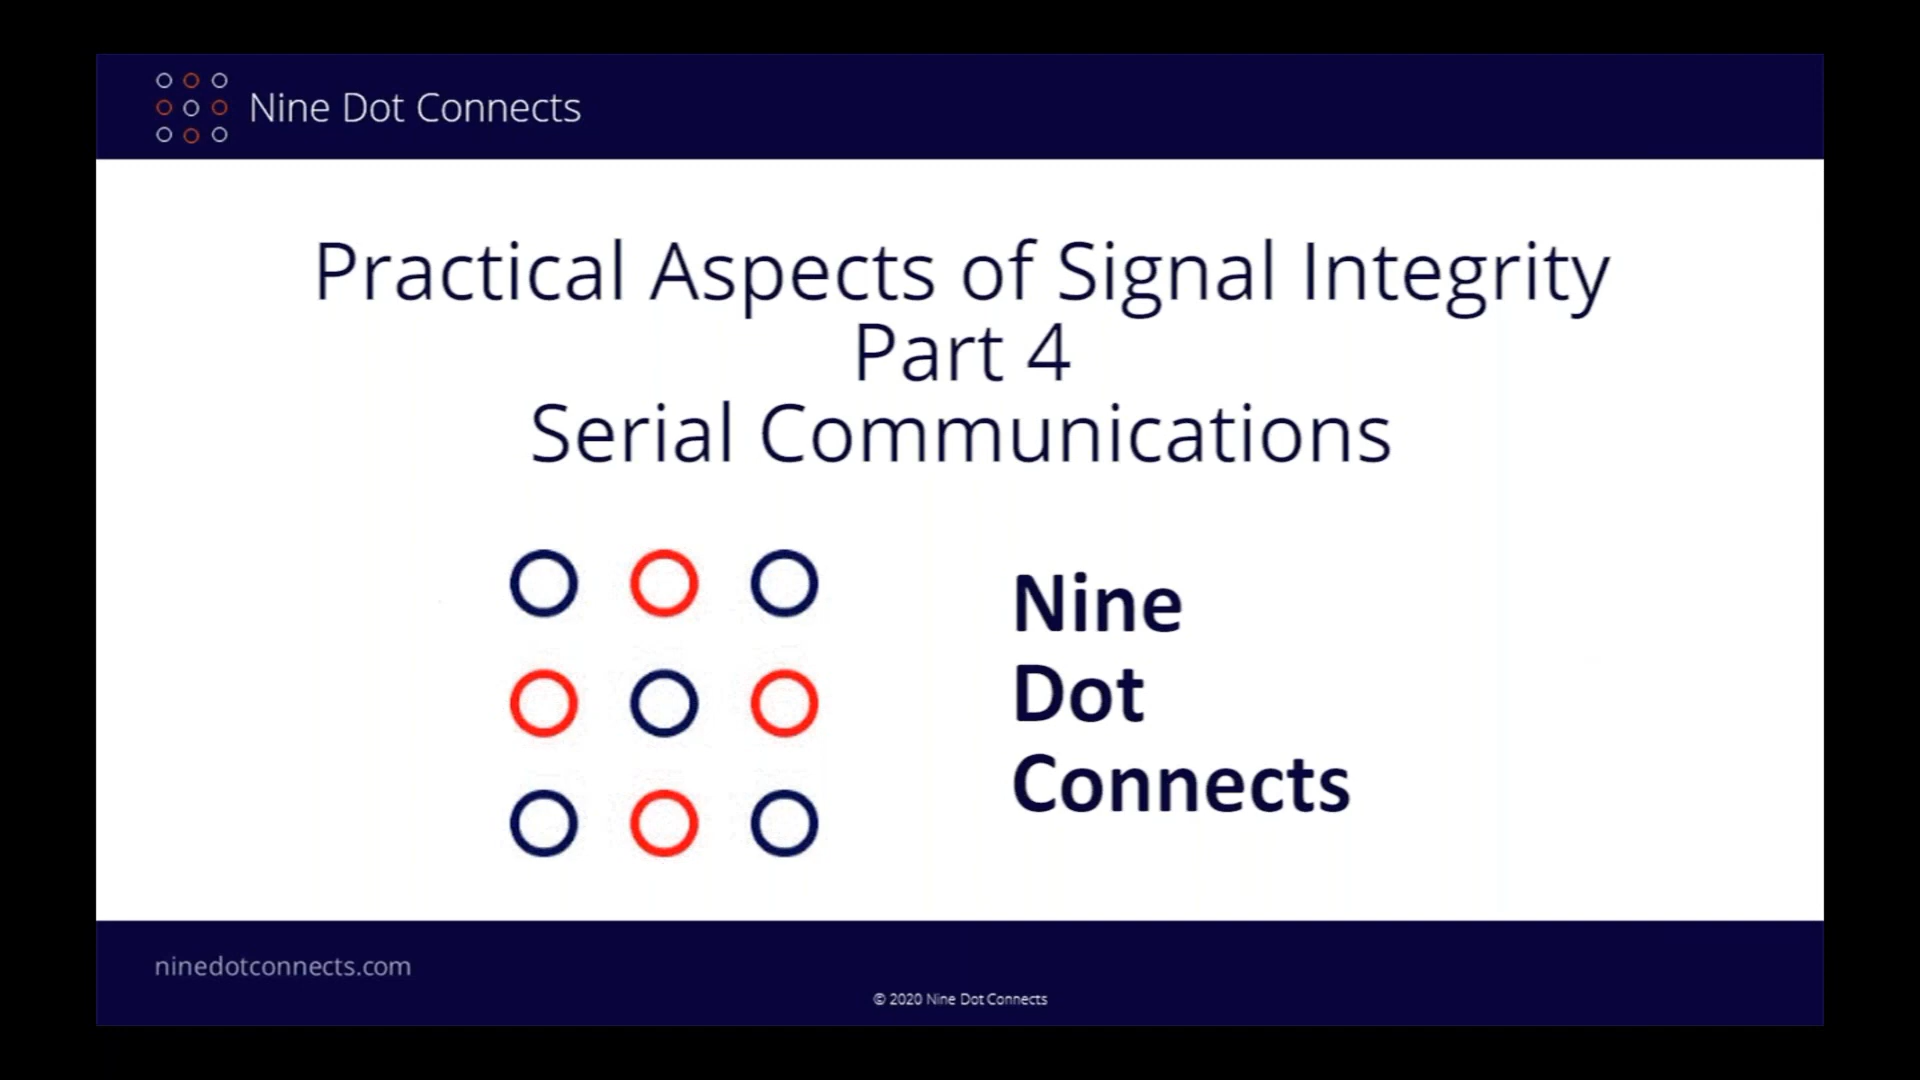 Nine Dot Connects
Practical Aspects of Signal Integrity
Part 4
Serial Communications
Nine
Dot
Connects
ninedotconnects.com
© 2020 Nine Dot Connects